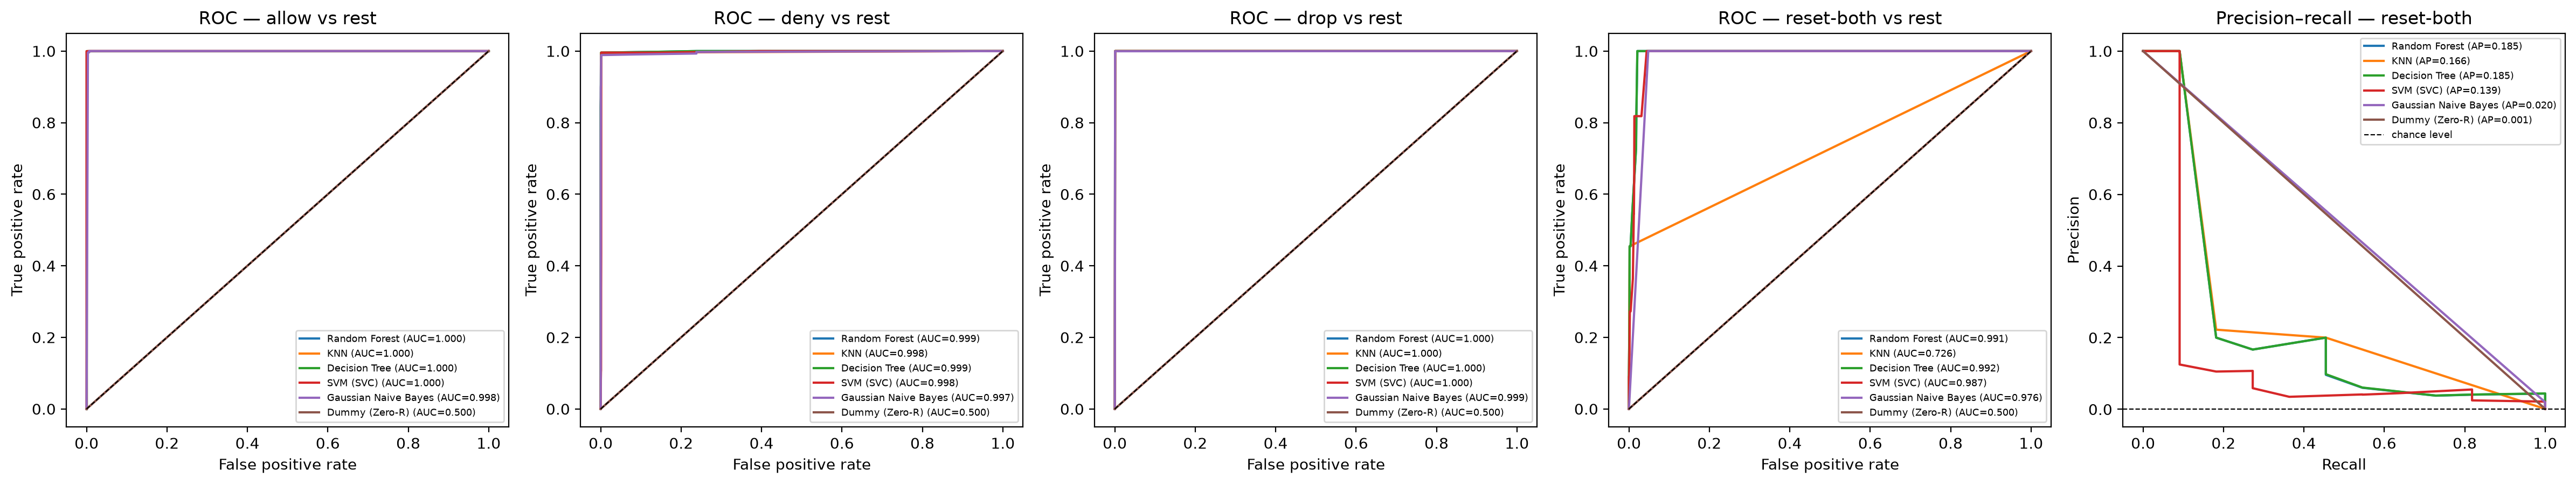 ROC — allow vs rest
True positive rate
1.0
0.8
0.6
0.4
0.2
0.0
Random Forest (AUC=1.000)
KNN (AUC=1.000)
Decision Tree (AUC=1.000)
SVM (SVC) (AUC=1.000)
Gaussian Naive Bayes (AUC=0.998)
Dummy (Zero-R) (AUC=0.500)
0.0 0.2 0.4 0.6 0.8 1.0
False positive rate
ROC — deny vs rest
True positive rate
1.0
0.8
0.6
0.4
0.2
0.0
Random Forest (AUC=0.999)
KNN (AUC=0.998)
Decision Tree (AUC=0.999)
SVM (SVC) (AUC=0.998)
Gaussian Naive Bayes (AUC=0.997)
Dummy (Zero-R) (AUC=0.500)
0.0 0.2 0.4 0.6 0.8 1.0
False positive rate
ROC — drop vs rest
True positive rate
1.0
0.8
0.6
0.4
0.2
0.0
Random Forest (AUC=1.000)
KNN (AUC=1.000)
Decision Tree (AUC=1.000)
SVM (SVC) (AUC=1.000)
Gaussian Naive Bayes (AUC=0.999)
Dummy (Zero-R) (AUC=0.500)
0.0 0.2 0.4 0.6 0.8 1.0
False positive rate
ROC — reset-both vs rest
True positive rate
1.0
0.8
0.6
0.4
0.2
0.0
Random Forest (AUC=0.991)
KNN (AUC=0.726)
Decision Tree (AUC=0.992)
SVM (SVC) (AUC=0.987)
Gaussian Naive Bayes (AUC=0.976)
Dummy (Zero-R) (AUC=0.500)
0.0 0.2 0.4 0.6 0.8 1.0
False positive rate
Precision–recall — reset-both
Precision
1.0
0.8
0.6
0.4
0.2
0.0
Random Forest (AP=0.185)
KNN (AP=0.166)
Decision Tree (AP=0.185)
SVM (SVC) (AP=0.139)
Gaussian Naive Bayes (AP=0.020)
Dummy (Zero-R) (AP=0.001)
chance level
0.0 0.2 0.4 0.6 0.8 1.0
Recall